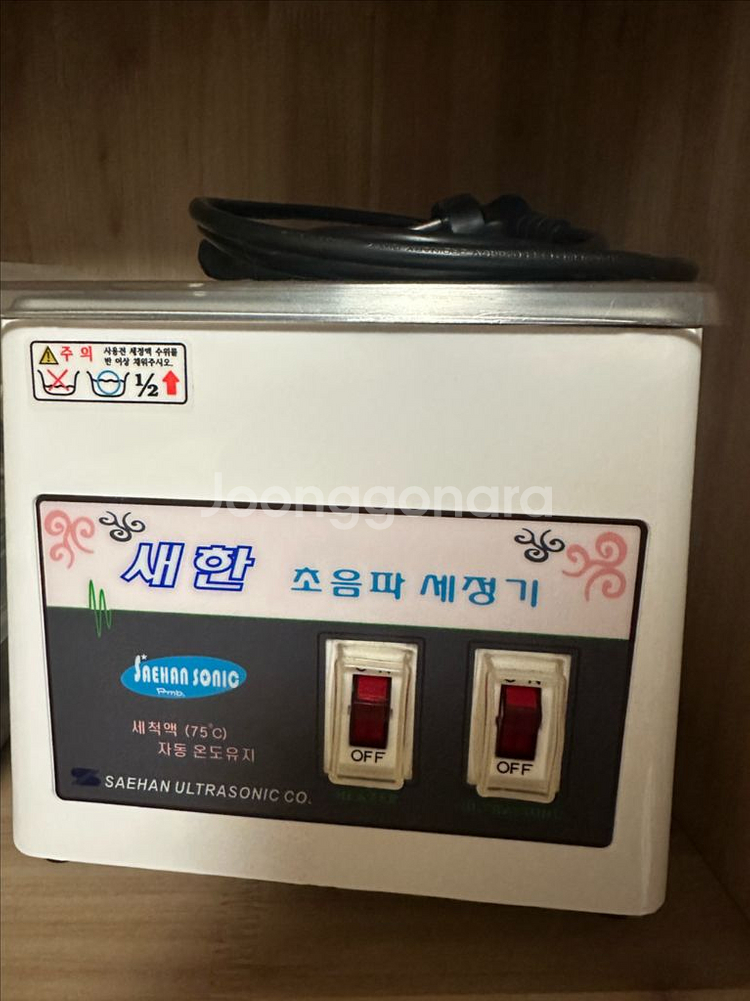 주 의
사용전 세정액 수위를
반 이상 채워주시오.
½
Joonggonara
새한 초음파 세정기
SAEHAN SONIC
세척액 (75°C)
자동 온도유지
SAEHAN ULTRASONIC CO.
OFF
OFF
HEATER